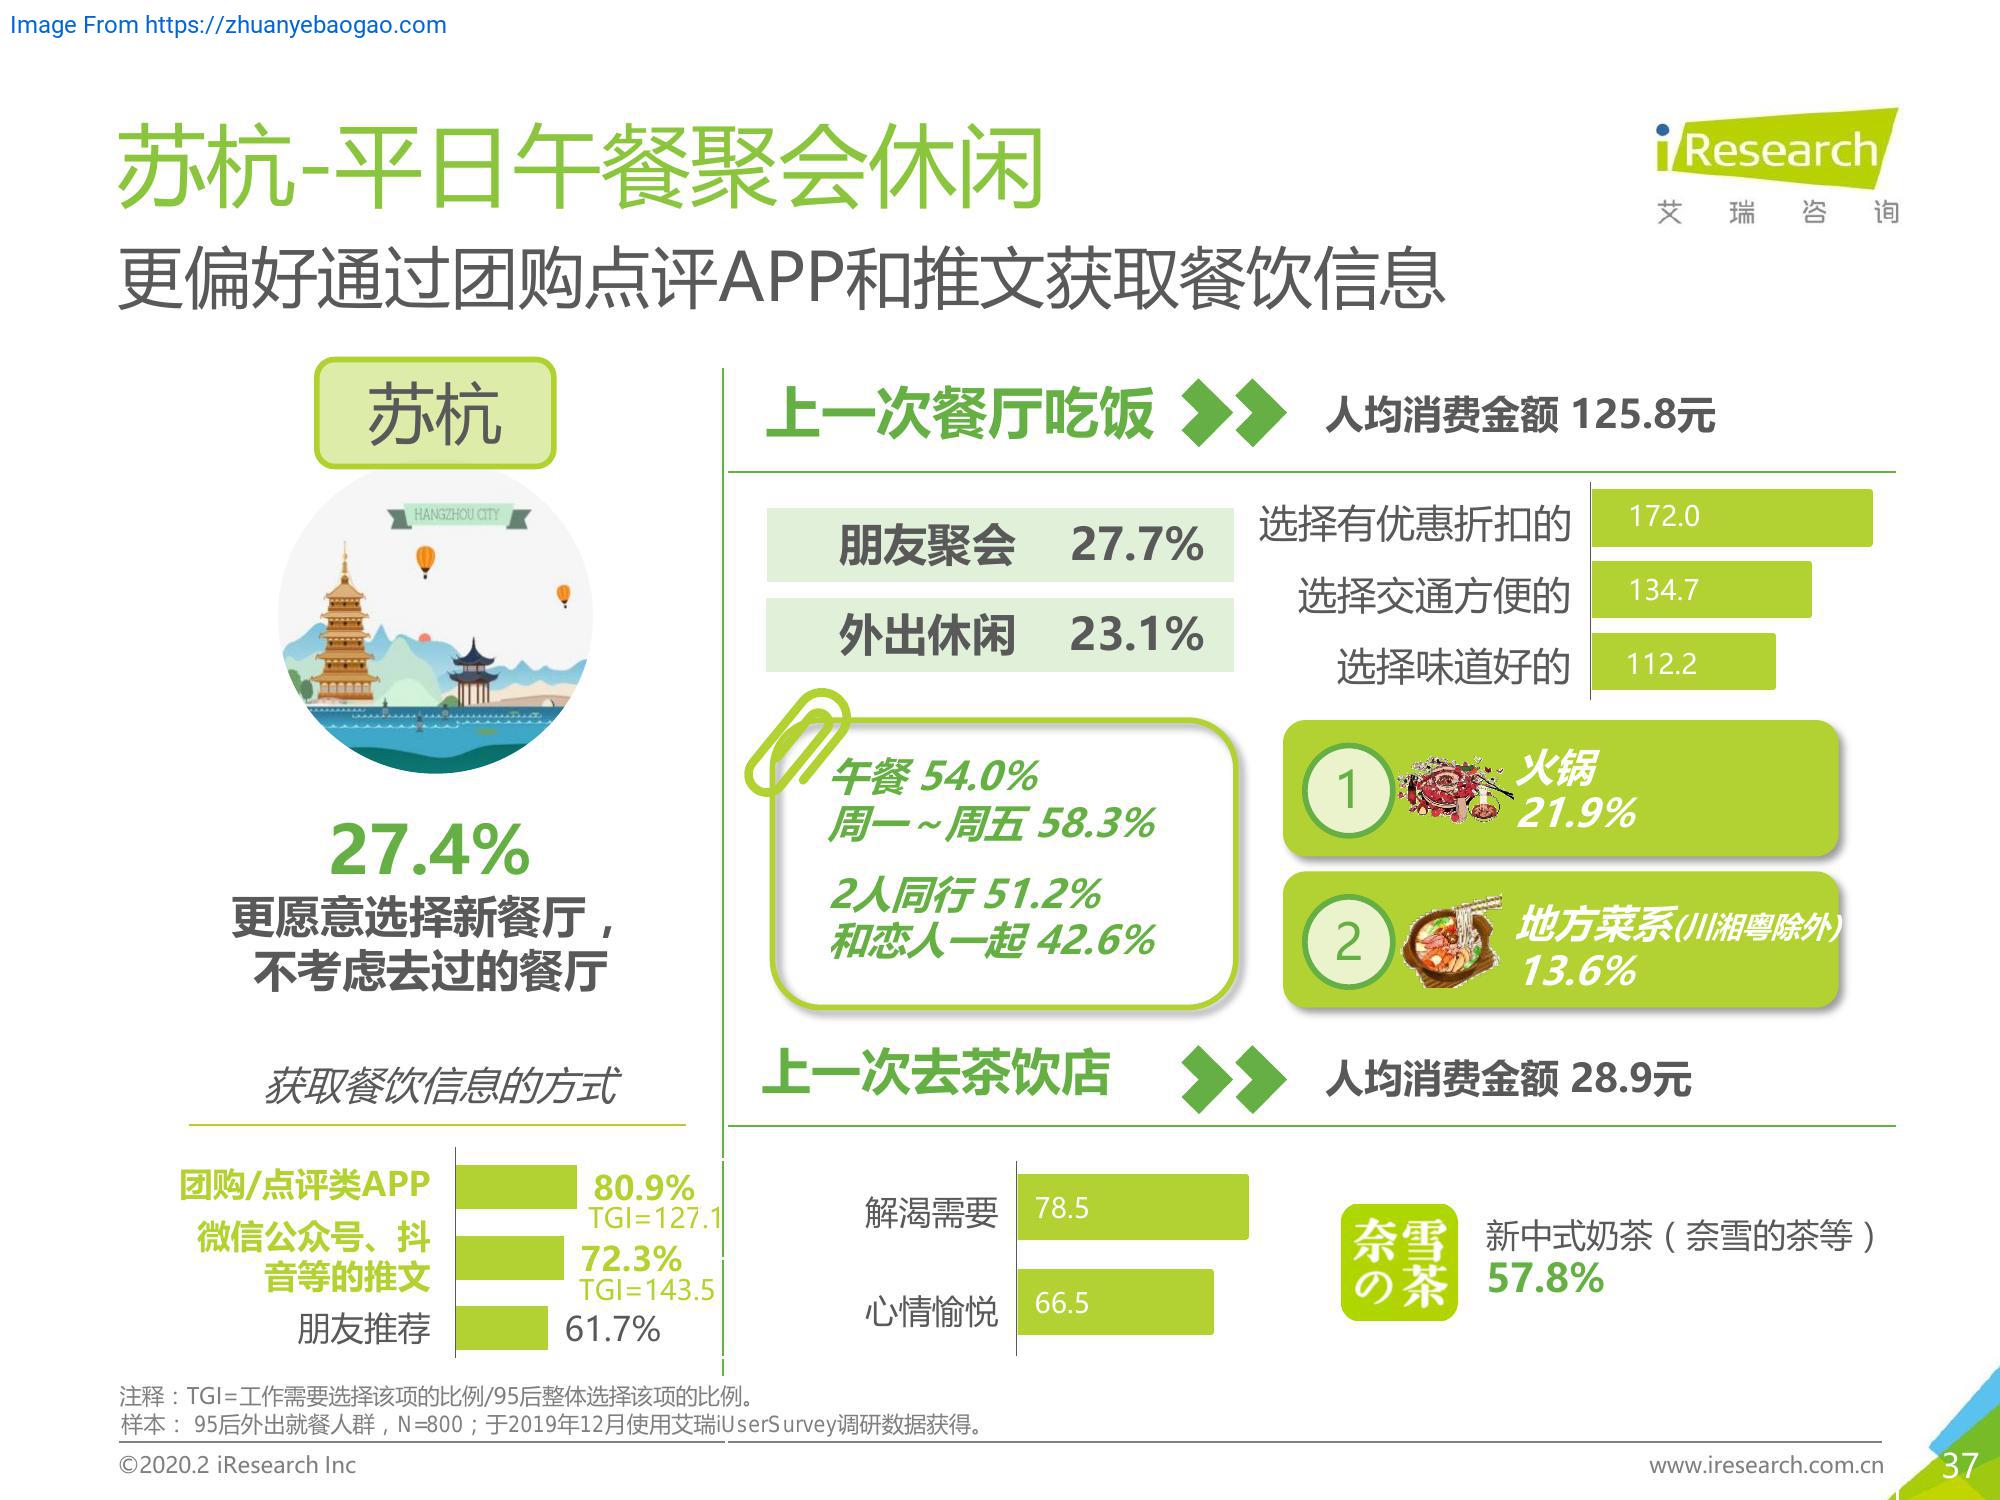 Image From https://zhuanyebaogao.com
苏杭-平日午餐聚会休闲
iResearch
艾瑞咨询
更偏好通过团购点评APP和推文获取餐饮信息
苏杭
HANGZHOU CITY
27.4%
更愿意选择新餐厅，
不考虑去过的餐厅
获取餐饮信息的方式
团购/点评类APP
80.9%
TGI=127.1
微信公众号、抖
音等的推文
72.3%
TGI=143.5
朋友推荐
61.7%
上一次餐厅吃饭
人均消费金额 125.8元
朋友聚会 27.7%
外出休闲 23.1%
选择有优惠折扣的 172.0
选择交通方便的 134.7
选择味道好的 112.2
午餐 54.0%
周一~周五 58.3%
2人同行 51.2%
和恋人一起 42.6%
1
火锅
21.9%
2
地方菜系(川湘粤除外)
13.6%
上一次去茶饮店
人均消费金额 28.9元
解渴需要 78.5
心情愉悦 66.5
奈雪
の茶
新中式奶茶（奈雪的茶等）
57.8%
注释：TGI=工作需要选择该项的比例/95后整体选择该项的比例。
样本： 95后外出就餐人群，N=800；于2019年12月使用艾瑞iUserSurvey调研数据获得。
©2020.2 iResearch Inc
www.iresearch.com.cn
37